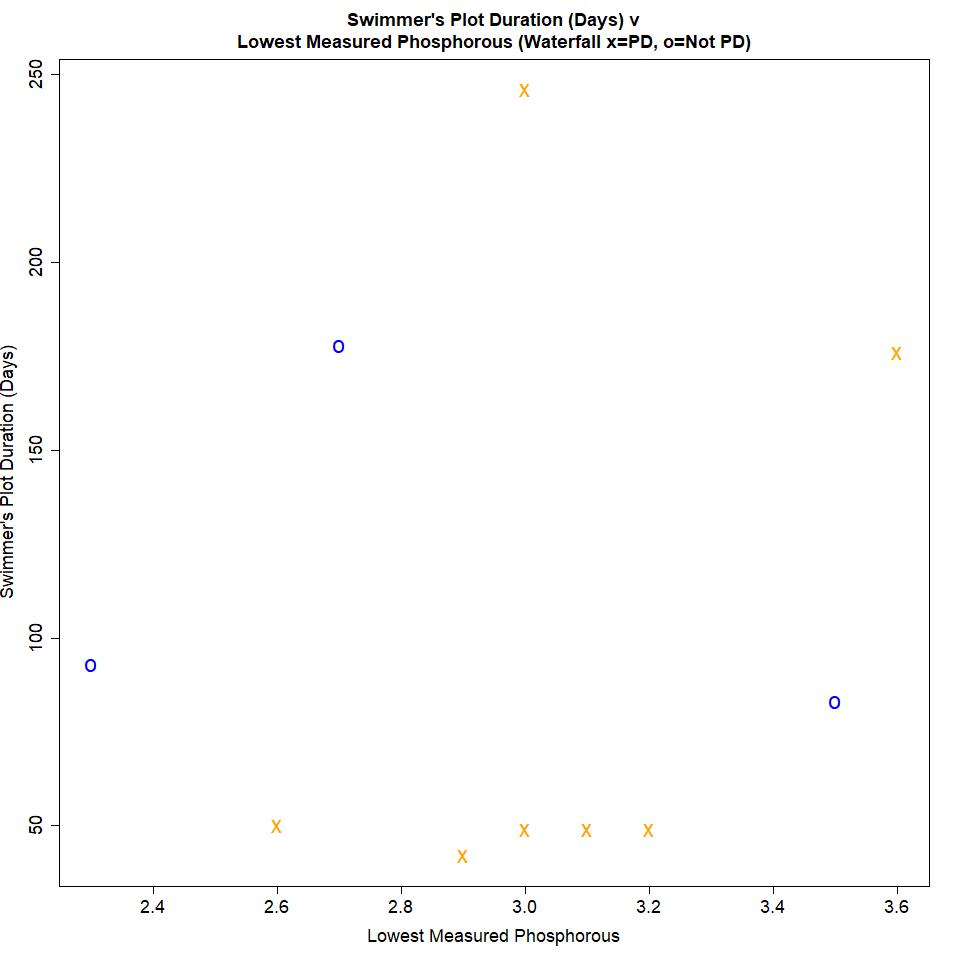 Swimmer's Plot Duration (Days) v
Lowest Measured Phosphorous (Waterfall x=PD, o=Not PD)
Swimmer's Plot Duration (Days)
250
200
150
100
50
x
x
o
o
o
x
x
x
x
x
2.4 2.6 2.8 3.0 3.2 3.4 3.6
Lowest Measured Phosphorous